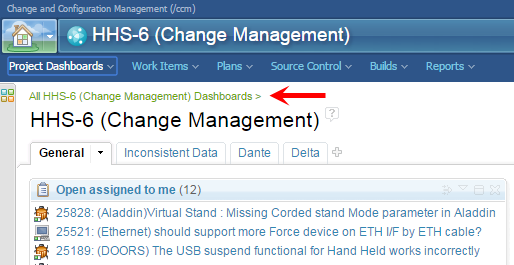 Change and Configuration Management (/ccm)
HHS-6 (Change Management)
Project Dashboards Work Items Plans Source Control Builds Reports
All HHS-6 (Change Management) Dashboards >
HHS-6 (Change Management) ?
General Inconsistent Data Dante Delta
Open assigned to me (12)
25828: (Aladdin)Virtual Stand : Missing Corded stand Mode parameter in Aladdin
25521: (Ethernet) should support more Force device on ETH I/F by ETH cable?
25189: (DOORS) The USB suspend functional for Hand Held works incorrectly